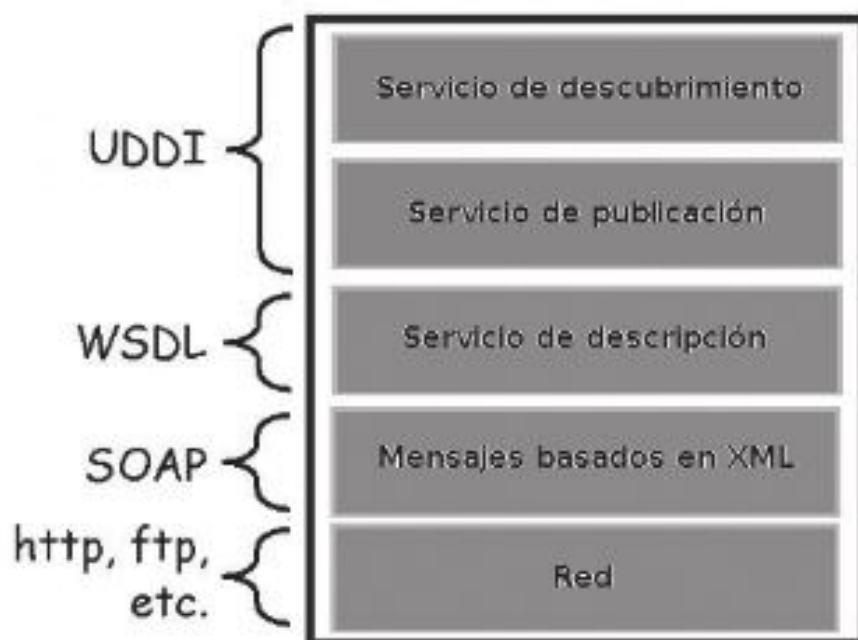 UDDI
Servicio de descubrimiento
Servicio de publicación
WSDL
Servicio de descripción
SOAP
Mensajes basados en XML
http, ftp,
etc.
Red